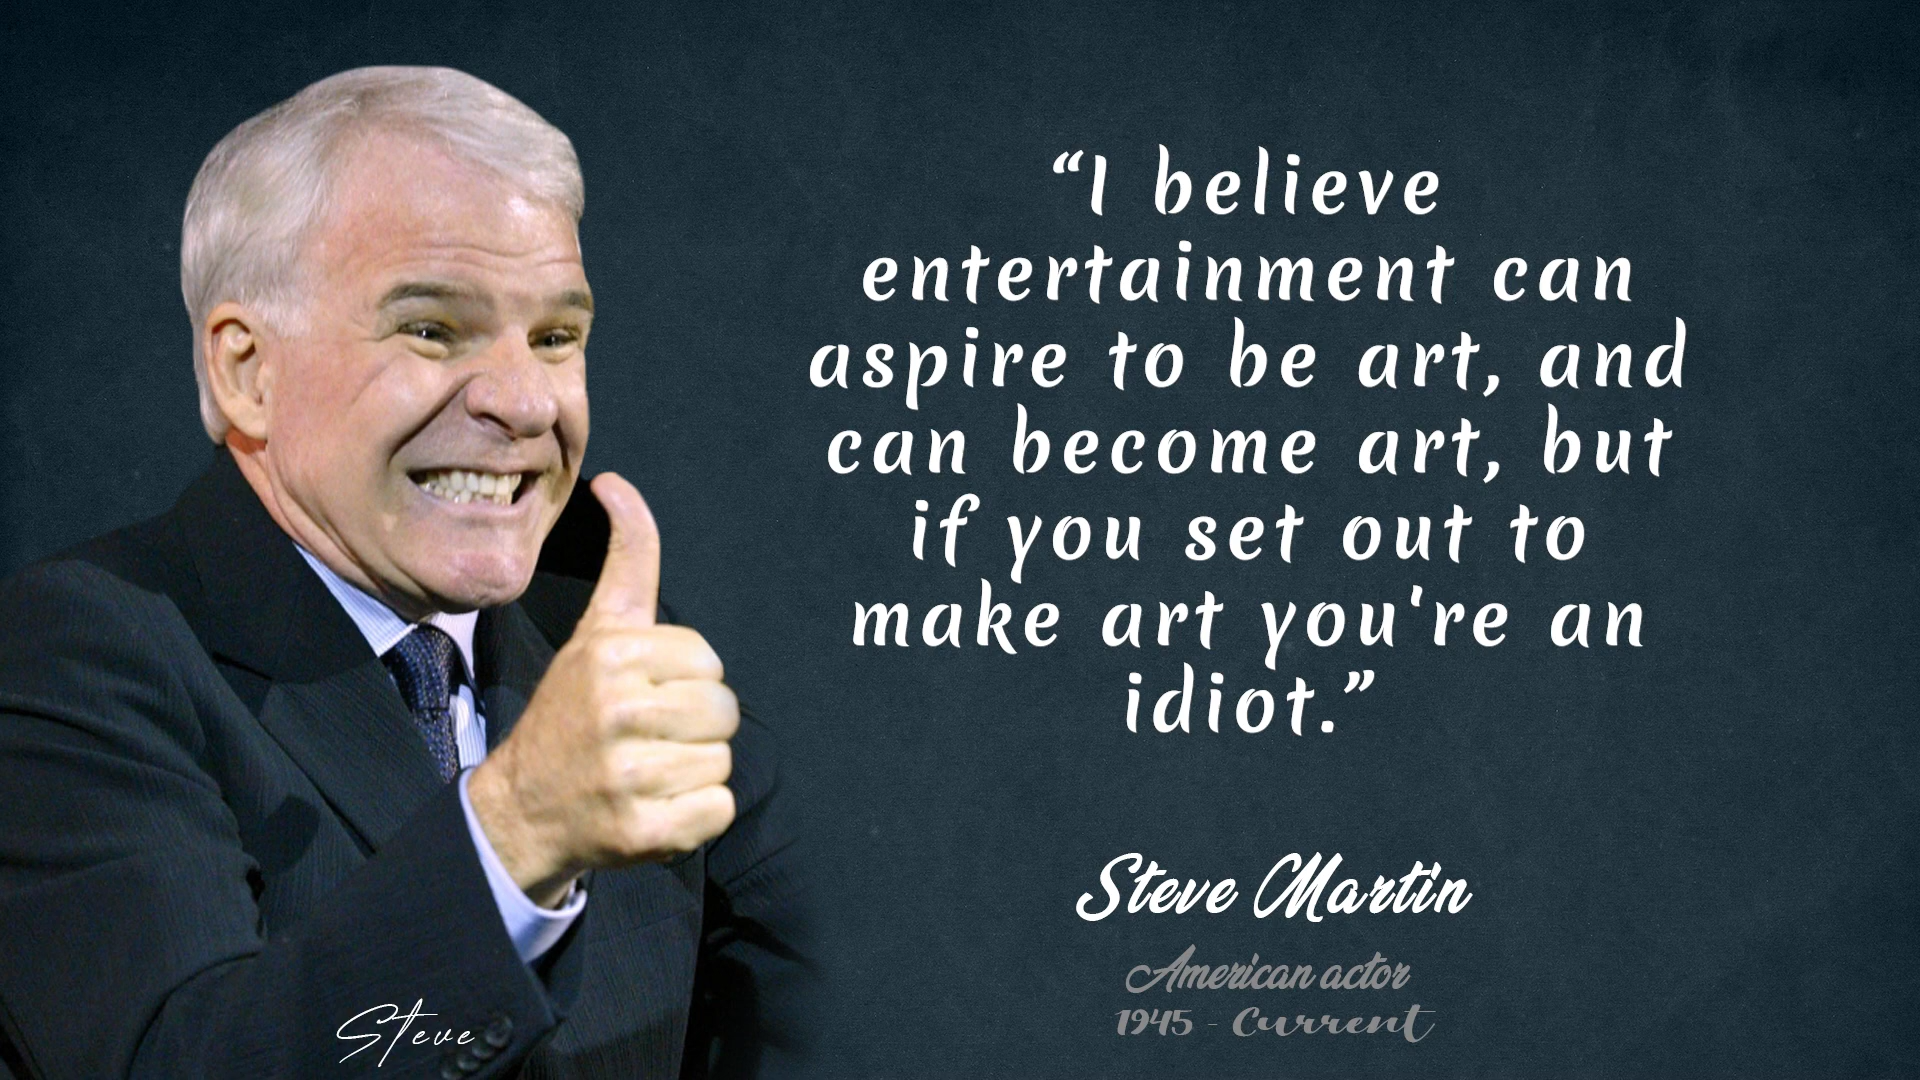 “I believe
entertainment can
aspire to be art, and
can become art, but
if you set out to
make art you're an
idiot.”
Steve Martin
American actor
1945 - Current
Steve